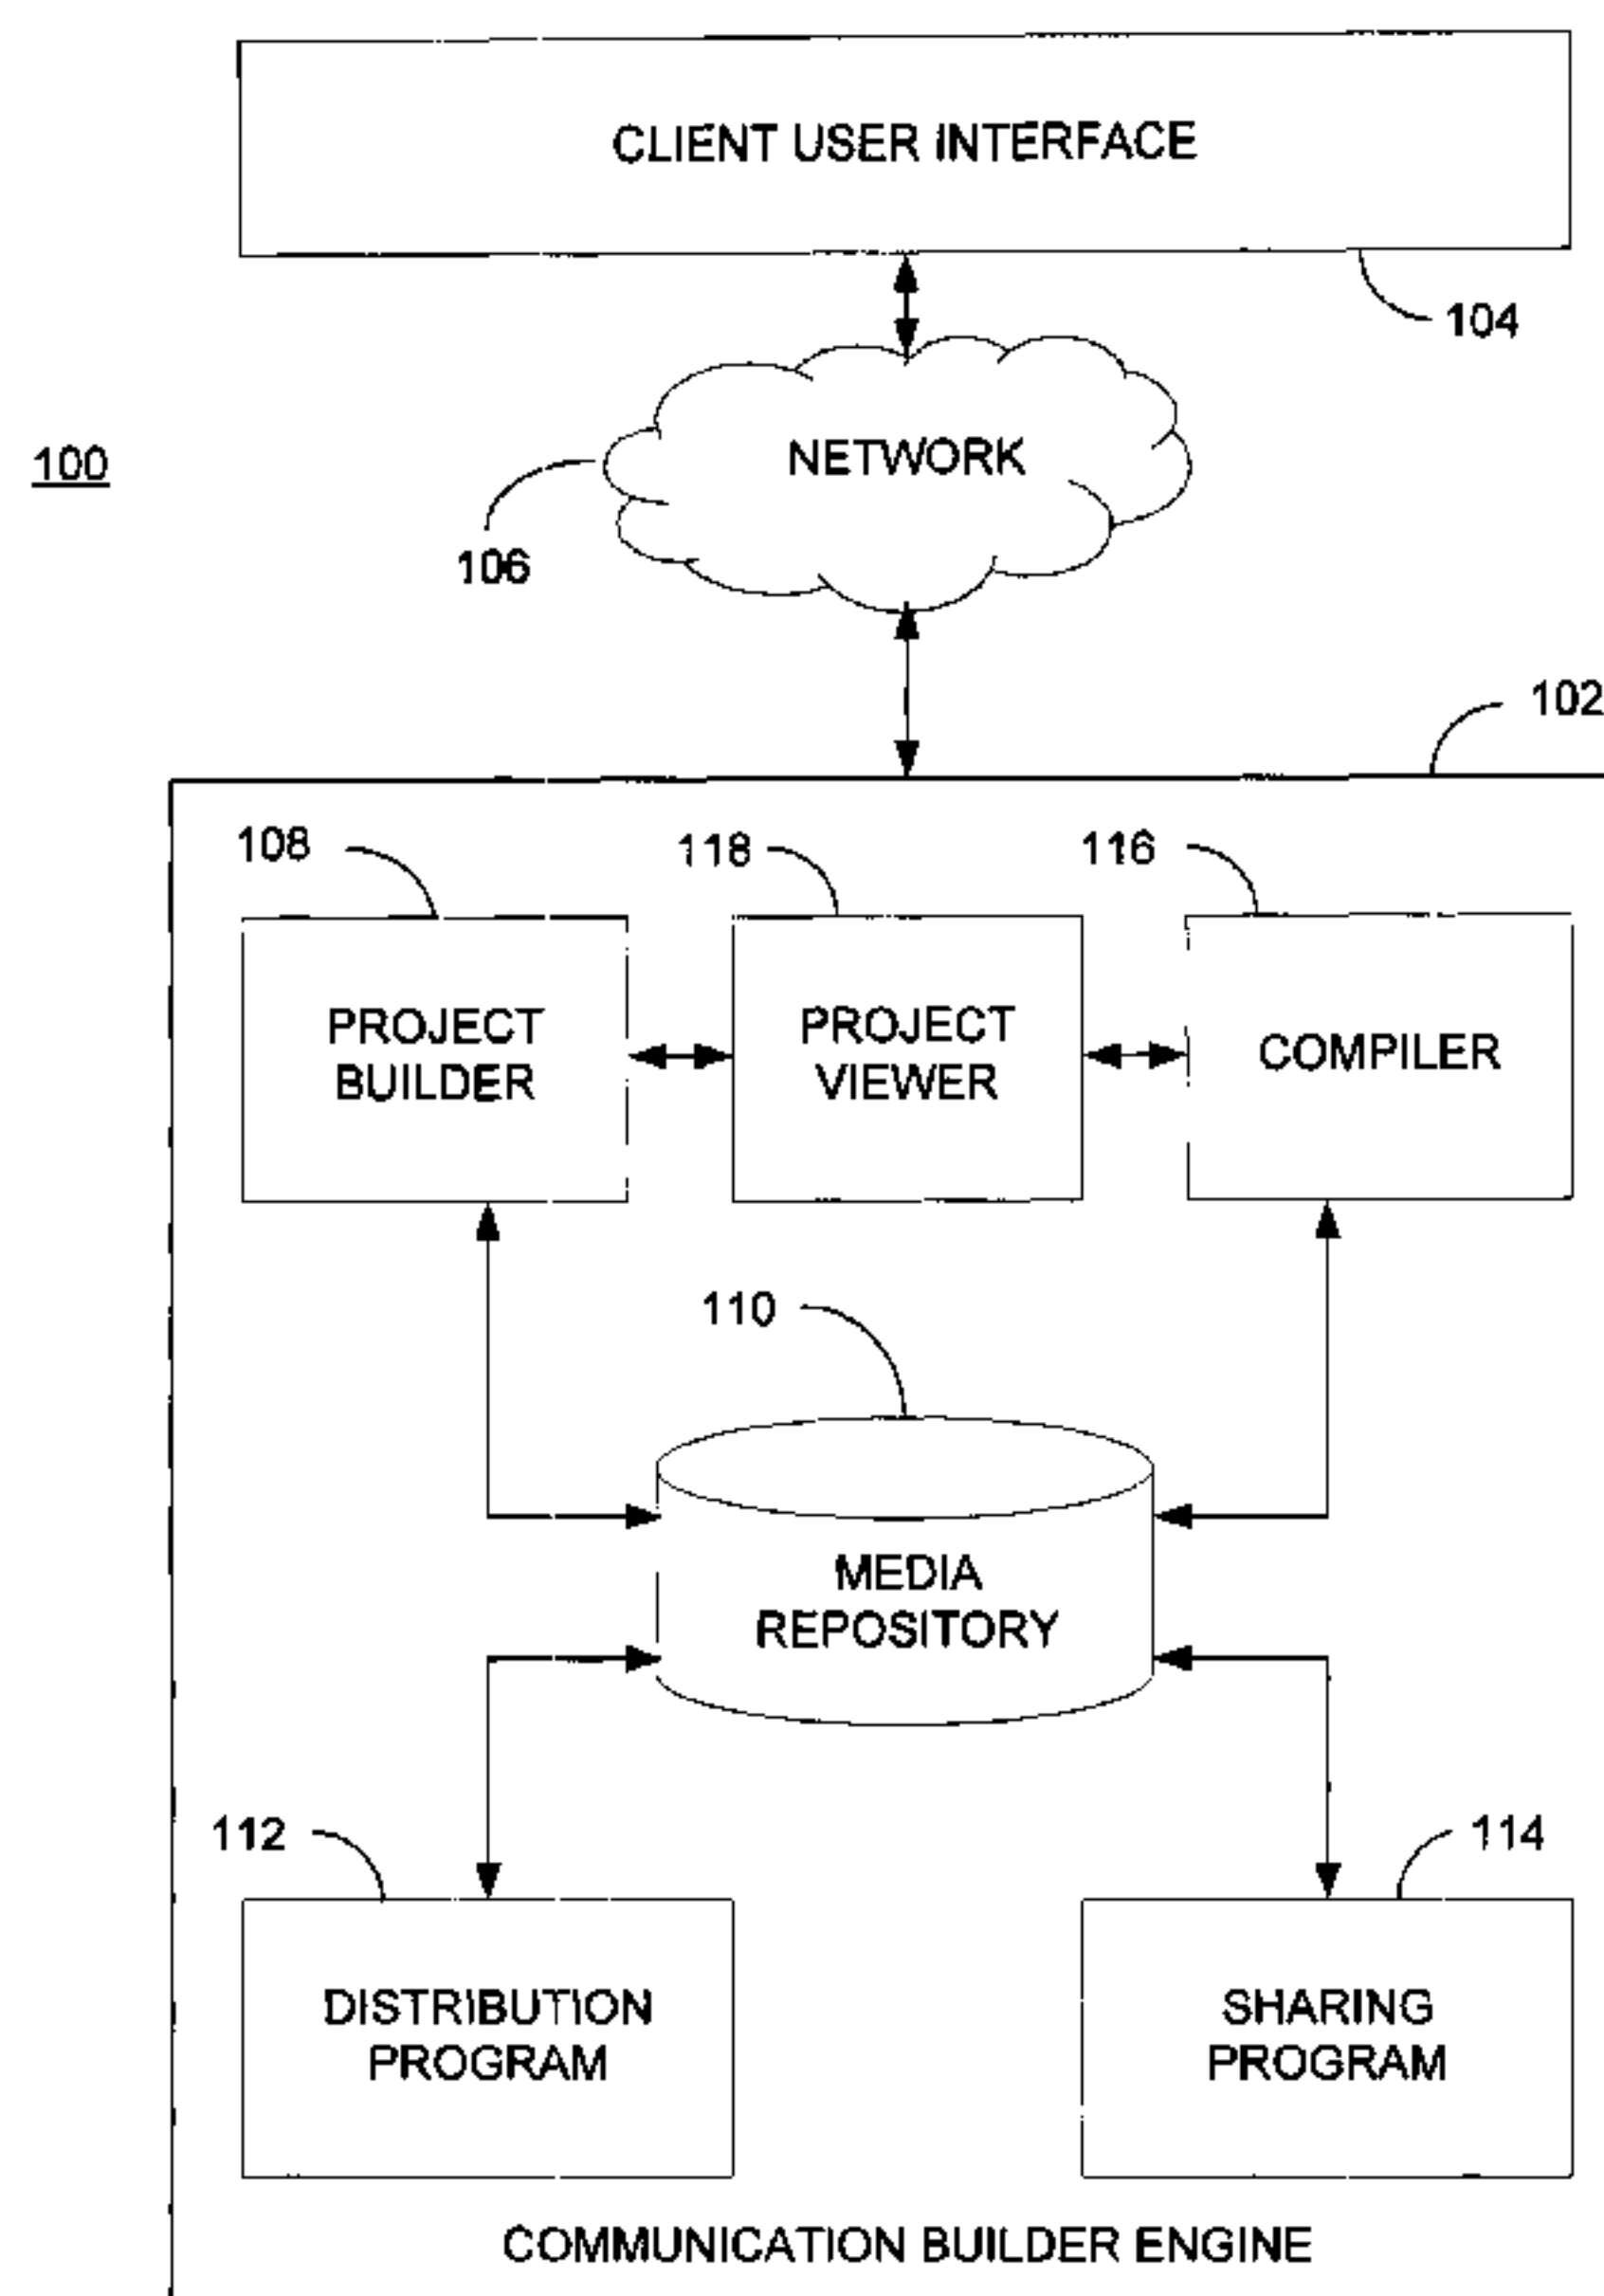 CLIENT USER INTERFACE
104
100
NETWORK
106
102
108
118
116
PROJECT
BUILDER
PROJECT
VIEWER
COMPILER
110
MEDIA
REPOSITORY
112
114
DISTRIBUTION
PROGRAM
SHARING
PROGRAM
COMMUNICATION BUILDER ENGINE